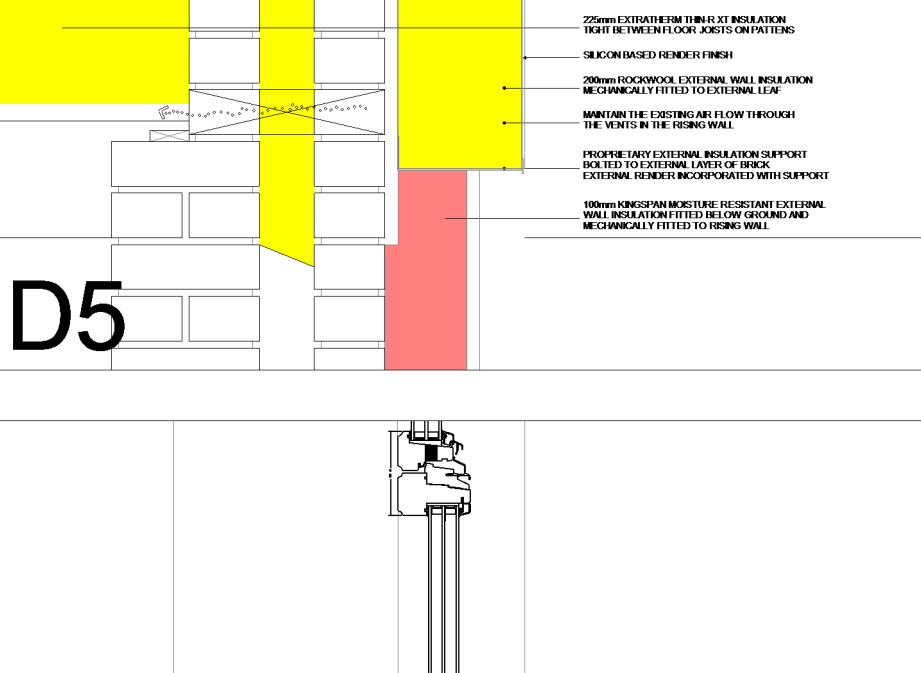 225mm EXTRATHERM THIN-R XT INSULATION
TIGHT BETWEEN FLOOR JOISTS ON PATTENS
SILICON BASED RENDER FINISH
200mm ROCKWOOL EXTERNAL WALL INSULATION
MECHANICALLY FITTED TO EXTERNAL LEAF
MAINTAIN THE EXISTING AIR FLOW THROUGH
THE VENTS IN THE RISING WALL
PROPRIETARY EXTERNAL INSULATION SUPPORT
BOLTED TO EXTERNAL LAYER OF BRICK
EXTERNAL RENDER INCORPORATED WITH SUPPORT
100mm KINGSPAN MOISTURE RESISTANT EXTERNAL
WALL INSULATION FITTED BELOW GROUND AND
MECHANICALLY FITTED TO RISING WALL
D5